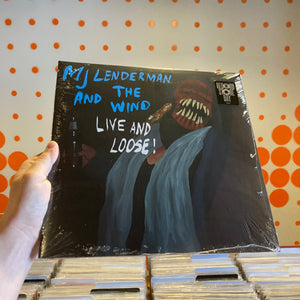 MJ LENDERMAN
AND THE
WIND
LIVE AND
LOOSE!